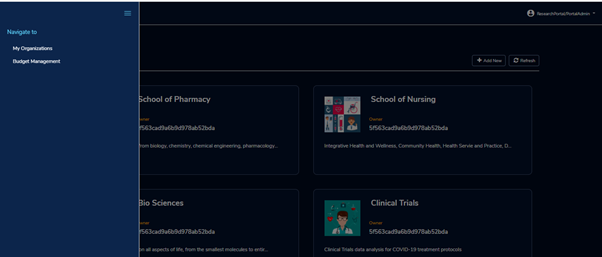 ResearchPortal/PortalAdmin
Navigate to
My Organizations
Budget Management
Add New
Refresh
School of Pharmacy
Owner
5f563cad9a6b9d978ab52bda
from biology, chemistry, chemical engineering, pharmacology...
School of Nursing
Owner
5f563cad9a6b9d978ab52bda
Integrative Health and Wellness, Community Health, Health Servie and Practice, D...
Bio Sciences
Owner
5f563cad9a6b9d978ab52bda
on all aspects of life, from the smallest molecules to entir...
Clinical Trials
Owner
5f563cad9a6b9d978ab52bda
Clinical Trials data analysis for COVID-19 treatment protocols